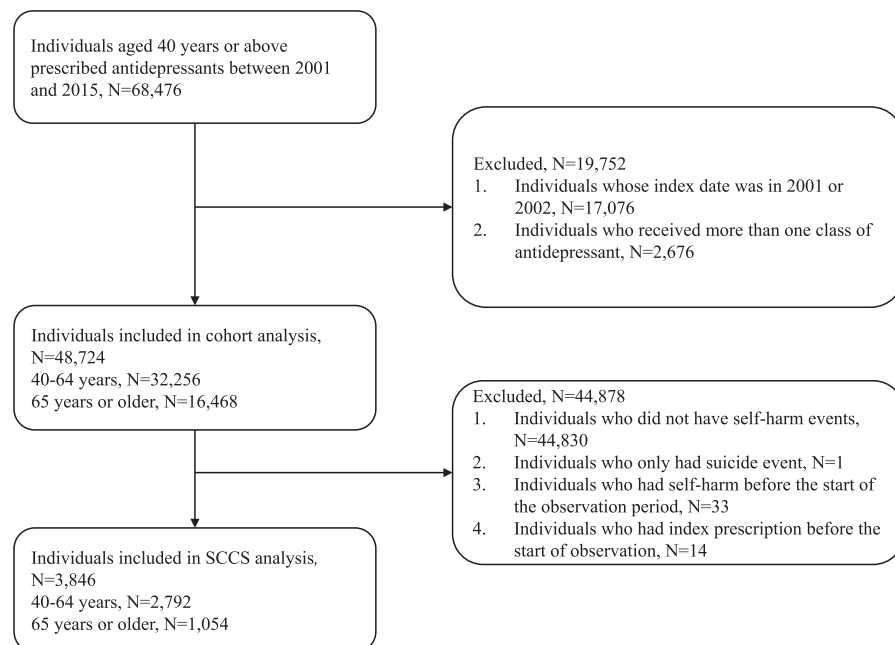 Individuals aged 40 years or above
prescribed antidepressants between 2001
and 2015, N=68,476
Excluded, N=19,752
1. Individuals whose index date was in 2001 or
2002, N=17,076
2. Individuals who received more than one class of
antidepressant, N=2,676
Individuals included in cohort analysis,
N=48,724
40-64 years, N=32,256
65 years or older, N=16,468
Excluded, N=44,878
1. Individuals who did not have self-harm events,
N=44,830
2. Individuals who only had suicide event, N=1
3. Individuals who had self-harm before the start of
the observation period, N=33
4. Individuals who had index prescription before the
start of observation, N=14
Individuals included in SCCS analysis,
N=3,846
40-64 years, N=2,792
65 years or older, N=1,054